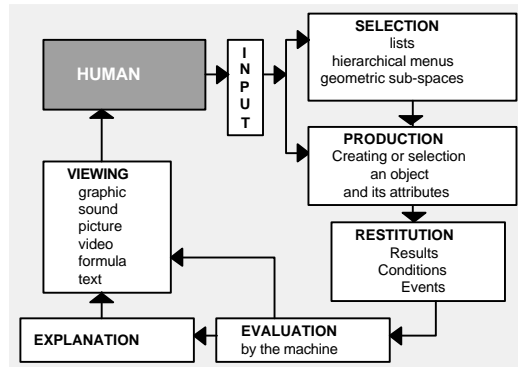 HUMAN
INPUT
SELECTION
lists
hierarchical menus
geometric sub-spaces
PRODUCTION
Creating or selection
an object
and its attributes
RESTITUTION
Results
Conditions
Events
EVALUATION
by the machine
EXPLANATION
VIEWING
graphic
sound
picture
video
formula
text